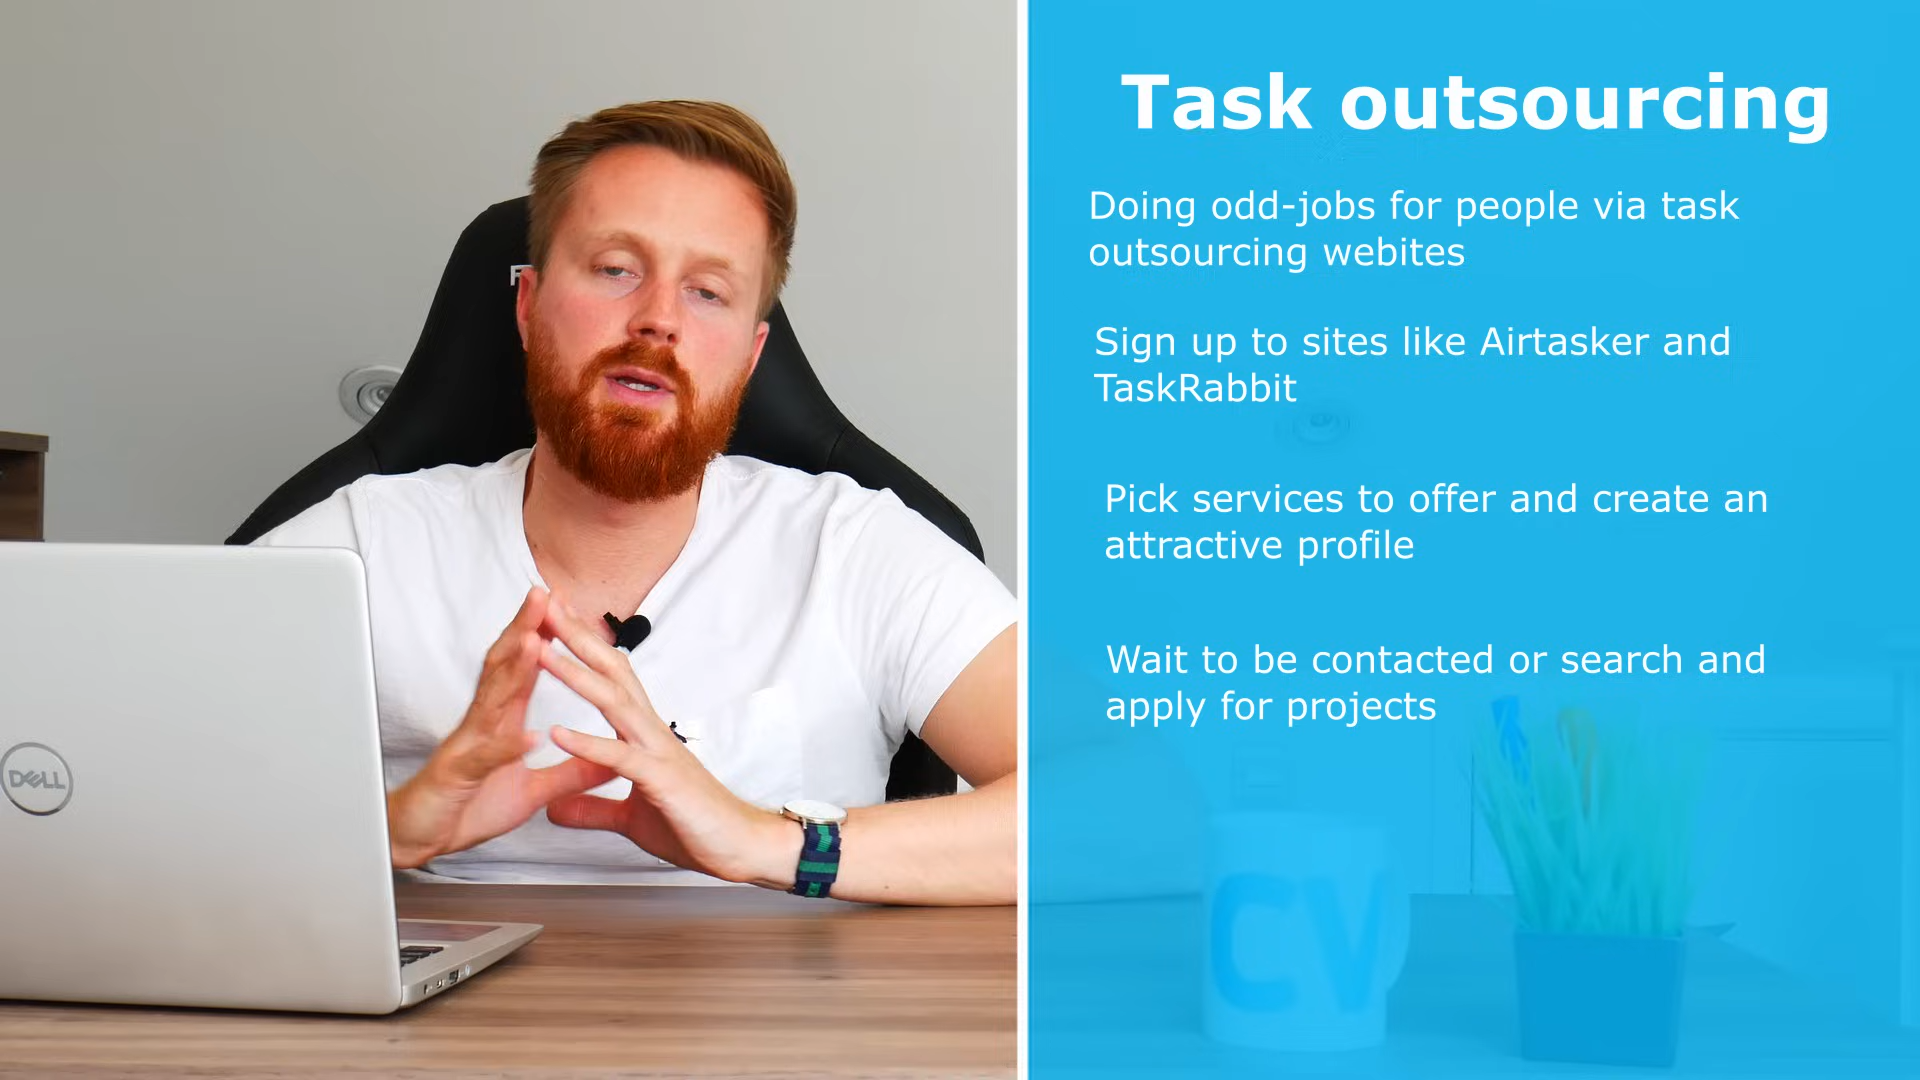 Task outsourcing
Doing odd-jobs for people via task
outsourcing webites
Sign up to sites like Airtasker and
TaskRabbit
Pick services to offer and create an
attractive profile
Wait to be contacted or search and
apply for projects
F
DELL
CV